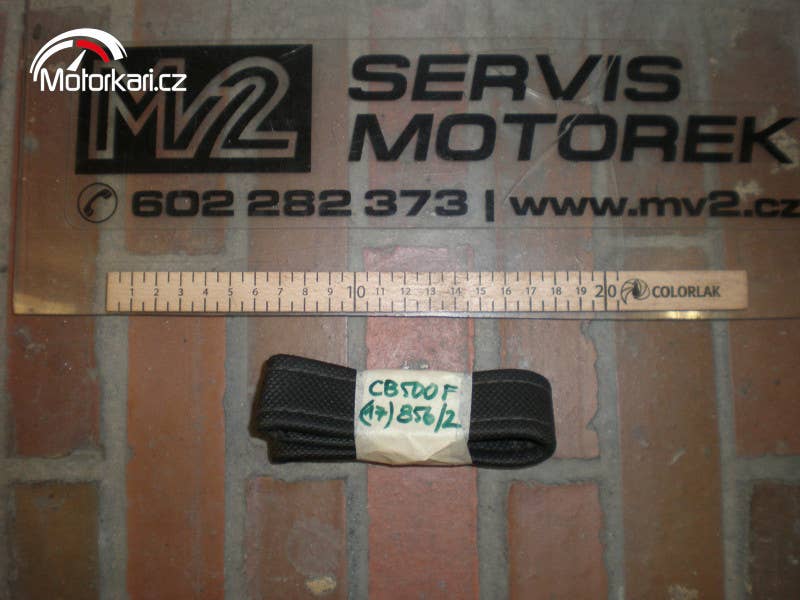 Motorkari.cz
MV2
SERVIS
MOTOREK
602 282 373 | www.mv2.cz
1 2 3 4 5 6 7 8 9 10 11 12 13 14 15 16 17 18 19 20 COLORLAK
CB500F
(17) 856/2